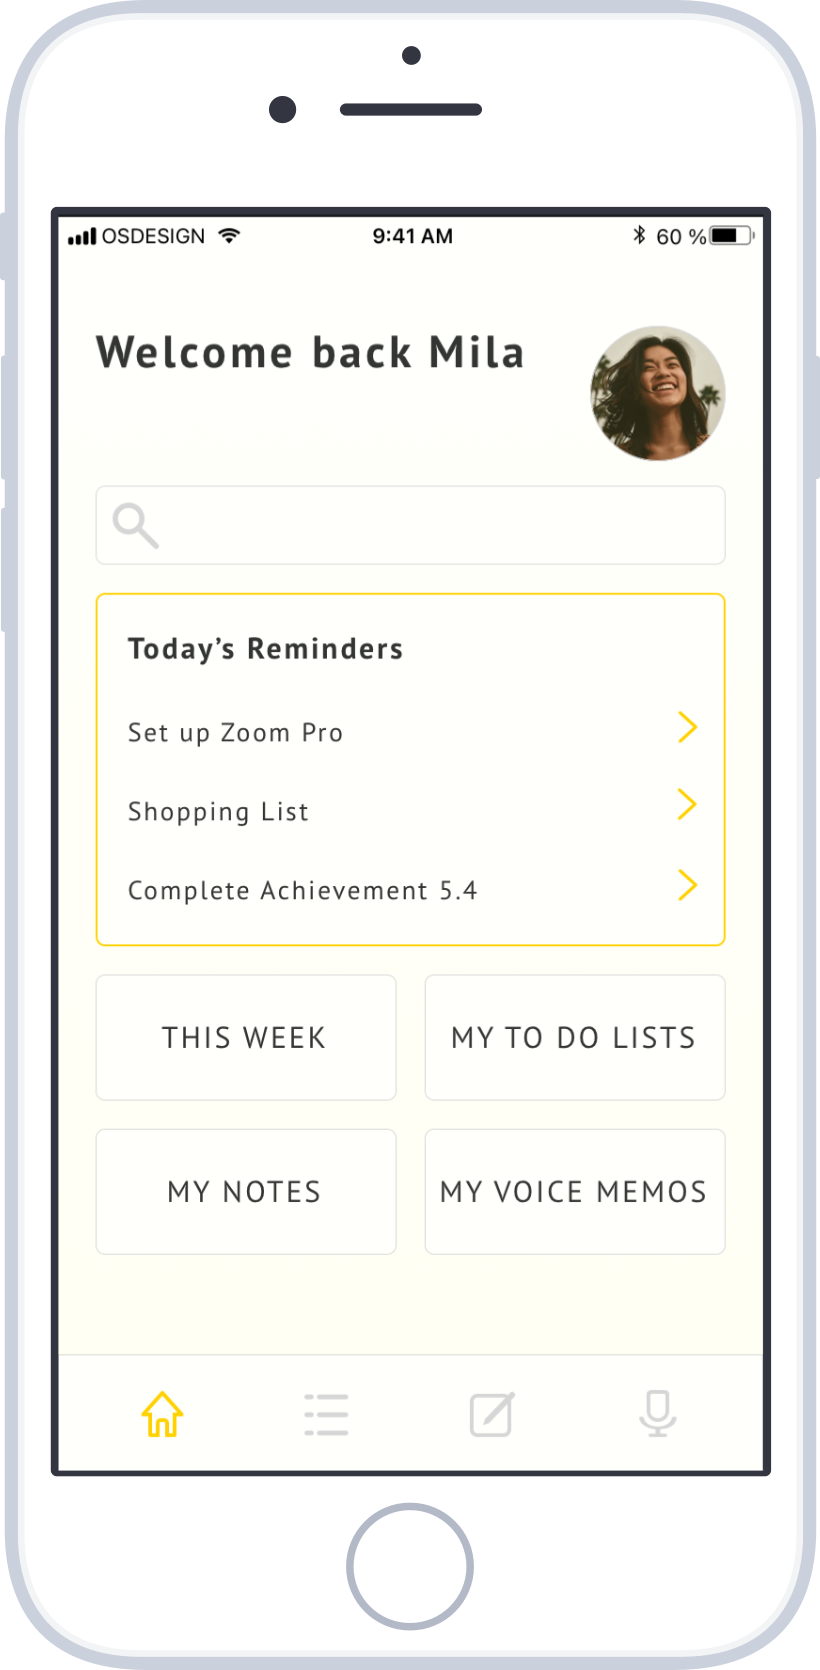 OSDESIGN 9:41 AM 60 %
Welcome back Mila
Today’s Reminders
Set up Zoom Pro
Shopping List
Complete Achievement 5.4
THIS WEEK
MY TO DO LISTS
MY NOTES
MY VOICE MEMOS